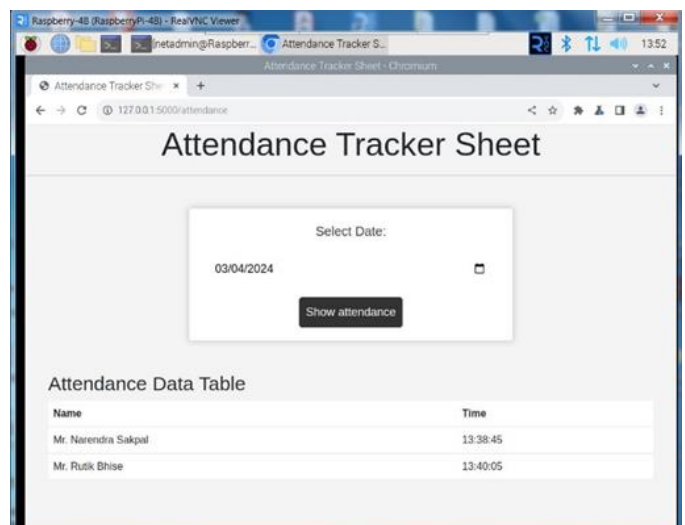 Raspberry-4B (RaspberryPi-4B) - RealVNC Viewer
[netadmin@Raspberr... Attendance Tracker S... 13:52
Attendance Tracker Sheet - Chromium
Attendance Tracker She
127.0.0.1:5000/attendance
Attendance Tracker Sheet
Select Date:
03/04/2024
Show attendance
Attendance Data Table
Name Time
Mr. Narendra Sakpal 13:38:45
Mr. Rutik Bhise 13:40:05